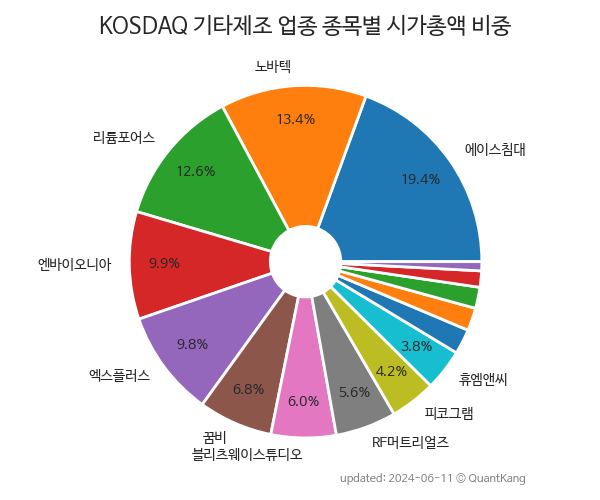 KOSDAQ 기타제조 업종 종목별 시가총액 비중
노바텍
13.4%
에이스침대
19.4%
리튬포어스
12.6%
엔바이오니아
9.9%
엑스플러스
9.8%
꿈비
6.8%
블리츠웨이스튜디오
6.0%
RF머트리얼즈
5.6%
피코그램
4.2%
휴엠앤씨
3.8%
updated: 2024-06-11 © QuantKang